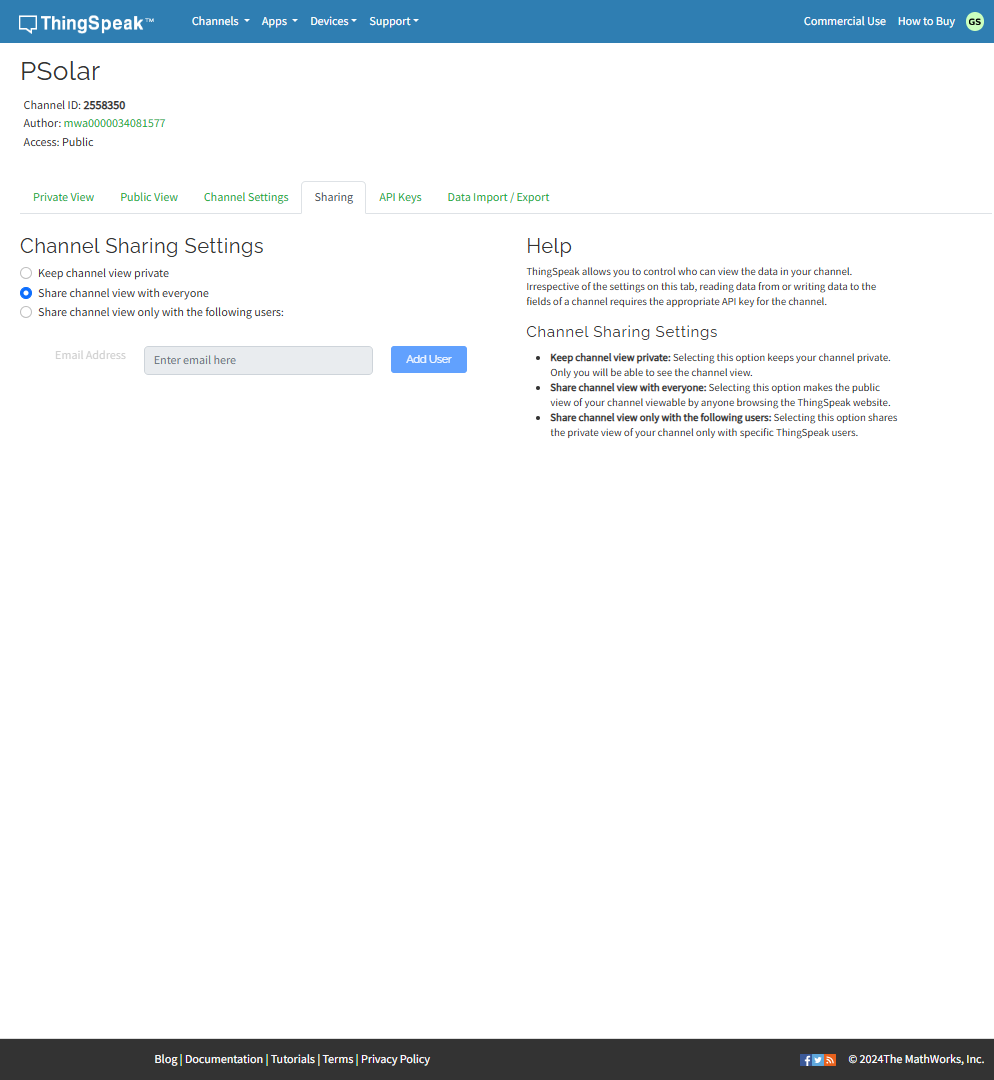 ThingSpeak™ Channels Apps Devices Support Commercial Use How to Buy GS
PSolar
Channel ID: 2558350
Author: mwa0000034081577
Access: Public
Private View Public View Channel Settings Sharing API Keys Data Import / Export
Channel Sharing Settings
Keep channel view private
Share channel view with everyone
Share channel view only with the following users:
Email Address Enter email here Add User
Help
ThingSpeak allows you to control who can view the data in your channel.
Irrespective of the settings on this tab, reading data from or writing data to the
fields of a channel requires the appropriate API key for the channel.
Channel Sharing Settings
• Keep channel view private: Selecting this option keeps your channel private.
Only you will be able to see the channel view.
• Share channel view with everyone: Selecting this option makes the public
view of your channel viewable by anyone browsing the ThingSpeak website.
• Share channel view only with the following users: Selecting this option shares
the private view of your channel only with specific ThingSpeak users.
Blog | Documentation | Tutorials | Terms | Privacy Policy © 2024The MathWorks, Inc.